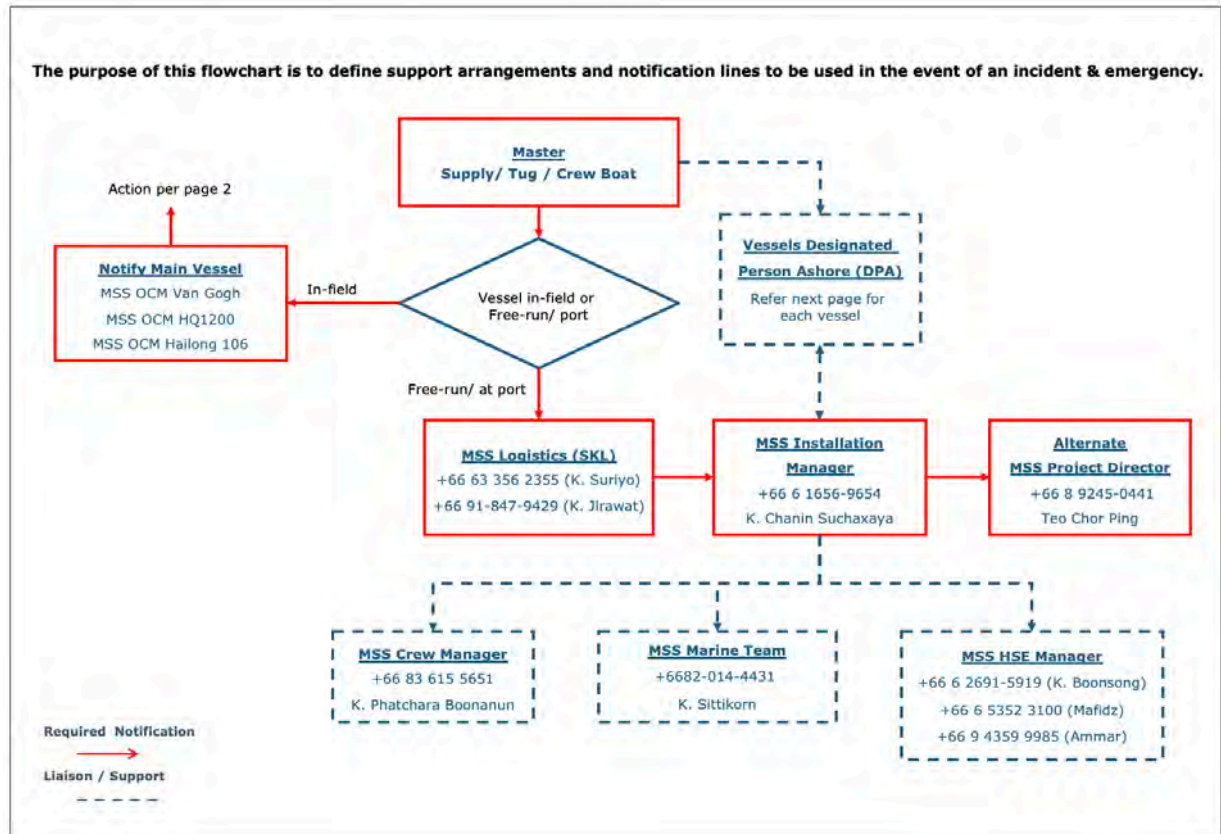 The purpose of this flowchart is to define support arrangements and notification lines to be used in the event of an incident & emergency.
Master
Supply/ Tug / Crew Boat
Action per page 2
Notify Main Vessel
MSS OCM Van Gogh
MSS OCM HQ1200
MSS OCM Hailong 106
In-field
Vessel in-field or
Free-run/ port
Vessels Designated
Person Ashore (DPA)
Refer next page for
each vessel
Free-run/ at port
MSS Logistics (SKL)
+66 63 356 2355 (K. Suriyo)
+66 91-847-9429 (K. Jirawat)
MSS Installation
Manager
+66 6 1656-9654
K. Chanin Suchaxaya
Alternate
MSS Project Director
+66 8 9245-0441
Teo Chor Ping
MSS Crew Manager
+66 83 615 5651
K. Phatchara Boonanun
MSS Marine Team
+6682-014-4431
K. Sittikorn
MSS HSE Manager
+66 6 2691-5919 (K. Boonsong)
+66 6 5352 3100 (Mafidz)
+66 9 4359 9985 (Ammar)
Required Notification
Liaison / Support